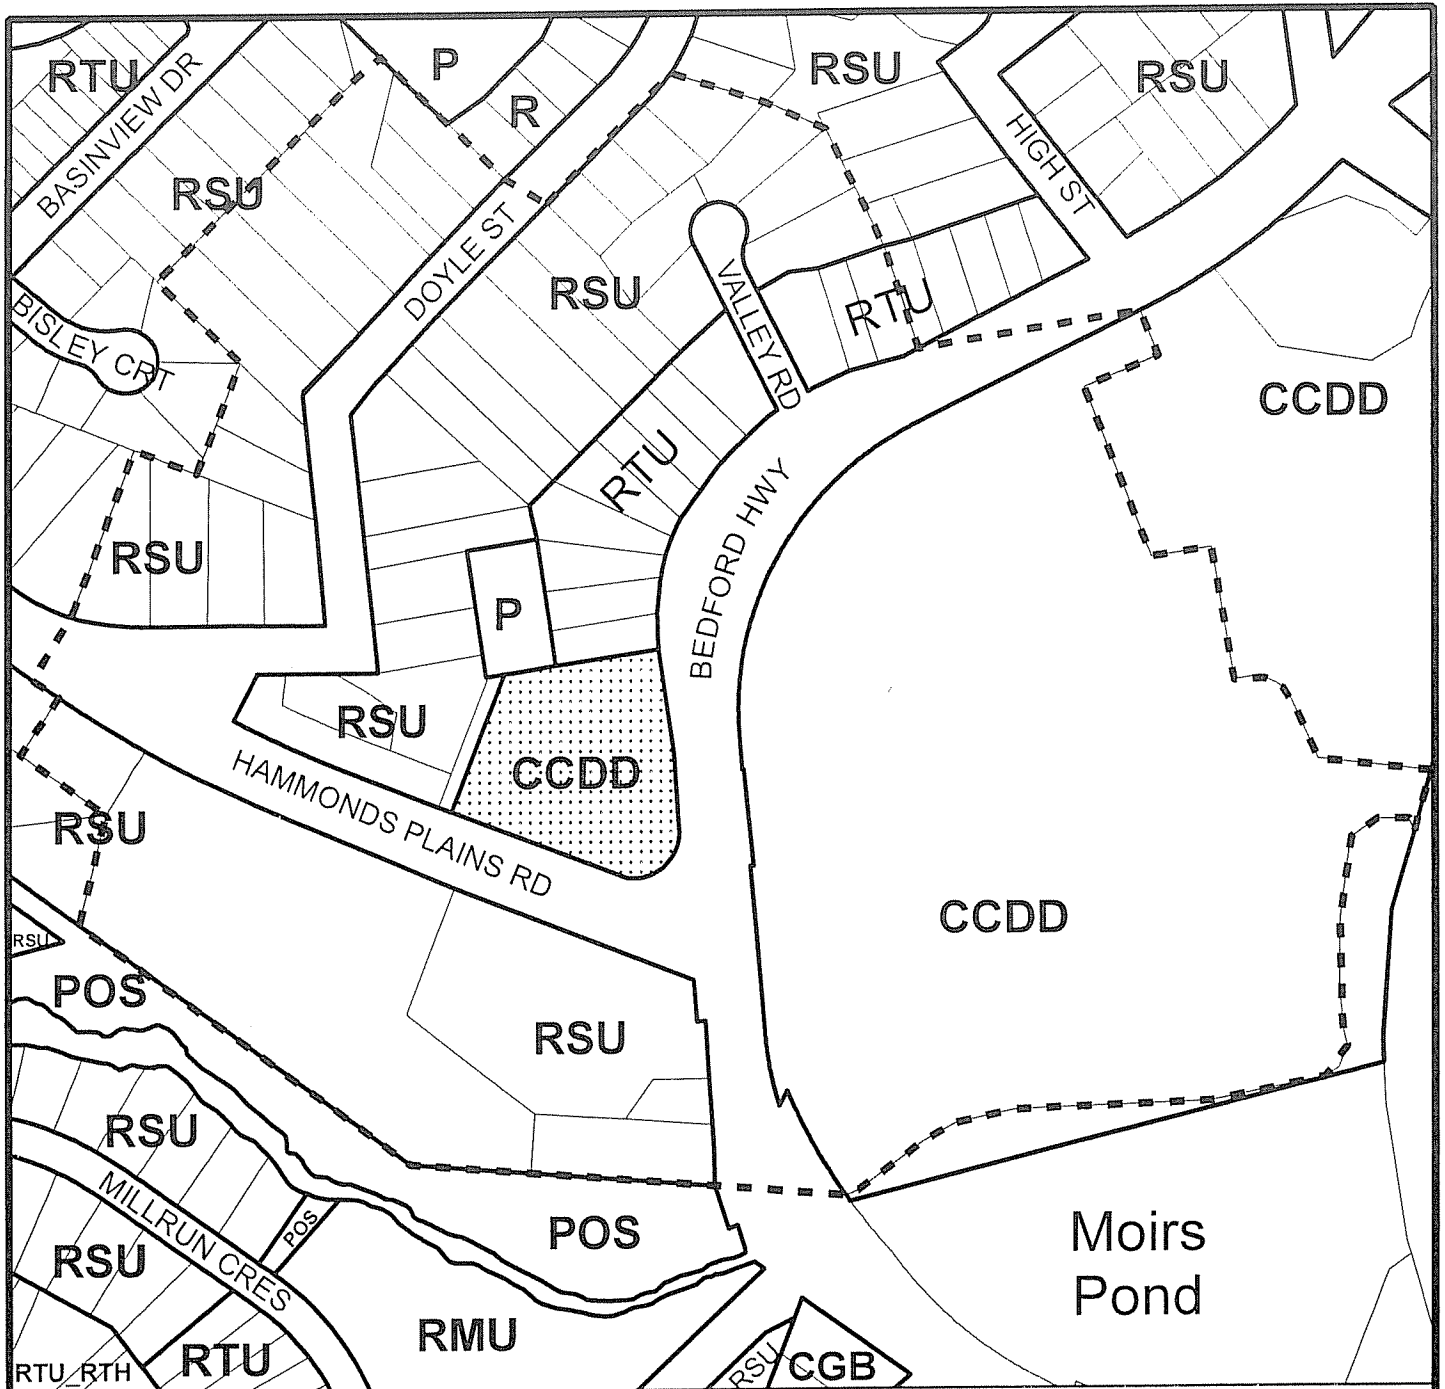 P
RSU
RSU
RTU
BASINVIEW DR
R
HIGH ST
RSU
DOYLE ST
VALLEY RD
RSU
RTU
BISLEY CRT
CCDD
RTU
BEDFORD HWY
RSU
P
RSU
CCDD
HAMMONDS PLAINS RD
RSU
CCDD
RSU
POS
RSU
RSU
MILLRUN CRES
POS
POS
Moirs
Pond
RSU
RMU
RTU
RTU_RTH
RSU
CGB